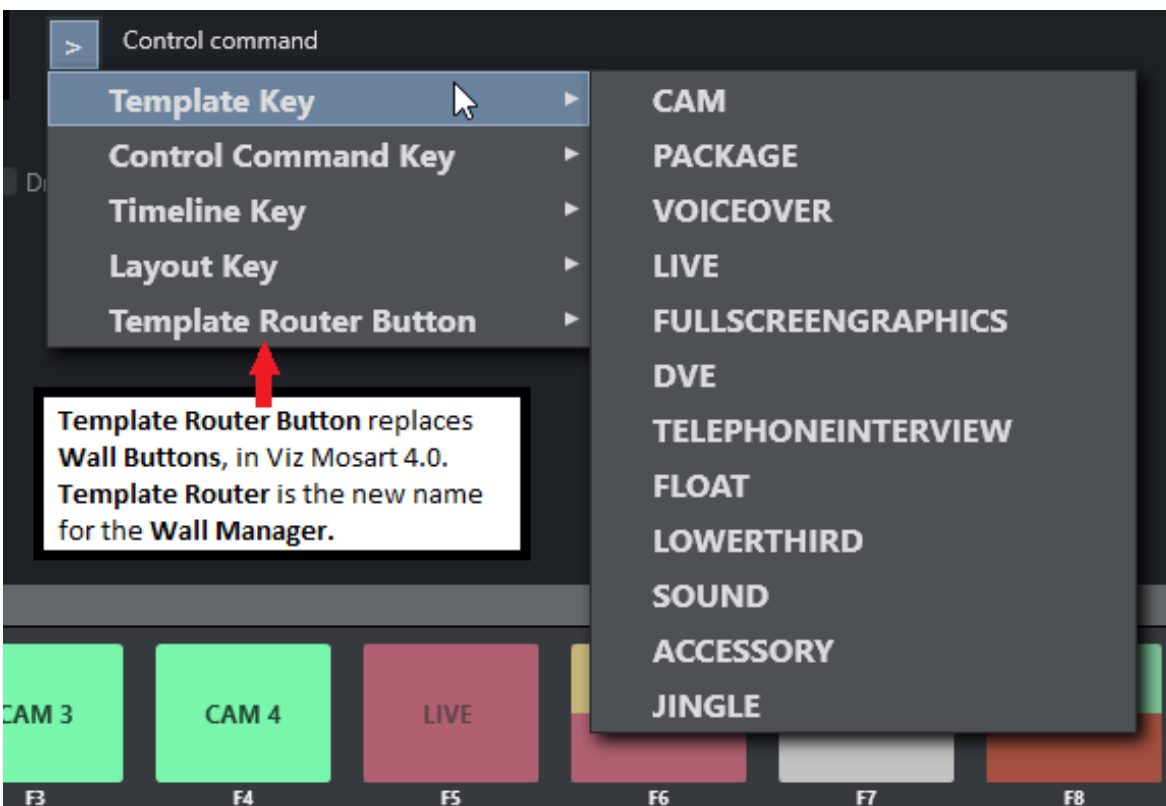 >
Control command
Template Key
Control Command Key
Timeline Key
Layout Key
Template Router Button
CAM
PACKAGE
VOICEOVER
LIVE
FULLSCREENGRAPHICS
DVE
TELEPHONEINTERVIEW
FLOAT
LOWERTHIRD
SOUND
ACCESSORY
JINGLE
Template Router Button replaces
Wall Buttons, in Viz Mosart 4.0.
Template Router is the new name
for the Wall Manager.
CAM 3
CAM 4
LIVE
F3
F4
F5
F6
F7
F8